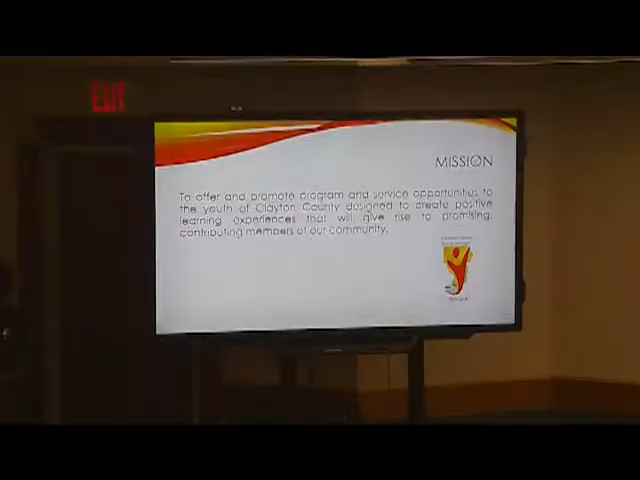 EXIT
MISSION
To offer and promote program and service opportunities to
the youth of Clayton County designed to create positive
learning experiences that will give rise to promising,
contributing members of our community.